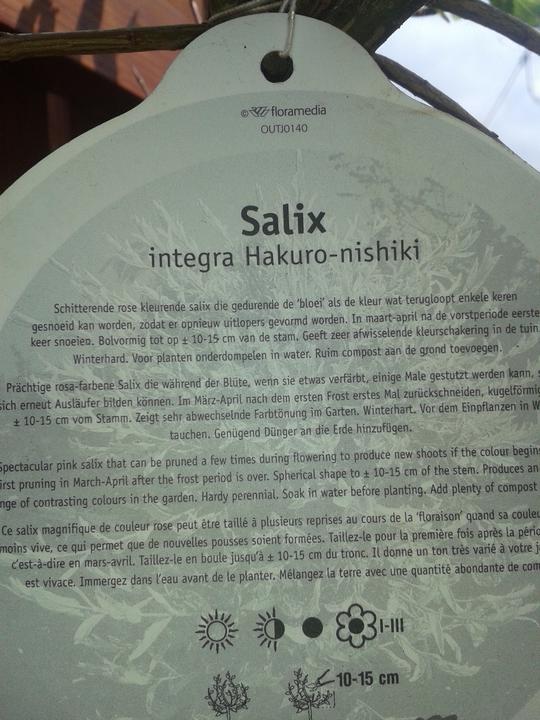 © floramedia
OUTJ0140
Salix
integra Hakuro-nishiki
Schitterende rose kleurende salix die gedurende de 'bloei' als de kleur wat terugloopt enkele keren
gesnoeid kan worden, zodat er opnieuw uitlopers gevormd worden. In maart-april na de vorstperiode eerste
keer snoeien. Bolvormig tot op ± 10-15 cm van de stam. Geeft zeer afwisselende kleurschakering in de tuin.
Winterhard. Voor planten onderdompelen in water. Ruim compost aan de grond toevoegen.
Prächtige rosa-farbene Salix die während der Blüte, wenn sie etwas verfärbt, einige Male gestutzt werden kann,
sich erneut Ausläufer bilden können. Im März-April nach dem ersten Frost erstes Mal zurückschneiden, kugelförmig
± 10-15 cm vom Stamm. Zeigt sehr abwechselnde Farbtönung im Garten. Winterhart. Vor dem Einpflanzen in W
tauchen. Genügend Dünger an die Erde hinzufügen.
Spectacular pink salix that can be pruned a few times during flowering to produce new shoots if the colour begins
irst pruning in March-April after the frost period is over. Spherical shape to ± 10-15 cm of the stem. Produces an
nge of contrasting colours in the garden. Hardy perennial. Soak in water before planting. Add plenty of compost
Ce salix magnifique de couleur rose peut être taillé à plusieurs reprises au cours de la 'floraison' quand sa couleu
moins vive, ce qui permet que de nouvelles pousses soient formées. Taillez-le pour la première fois après la pério
c'est-à-dire en mars-avril. Taillez-le en boule jusqu'à ± 10-15 cm du tronc. Il donne un ton très varié à votre j
est vivace. Immergez dans l'eau avant de le planter. Mélangez la terre avec une quantité abondante de com
I-III
10-15 cm